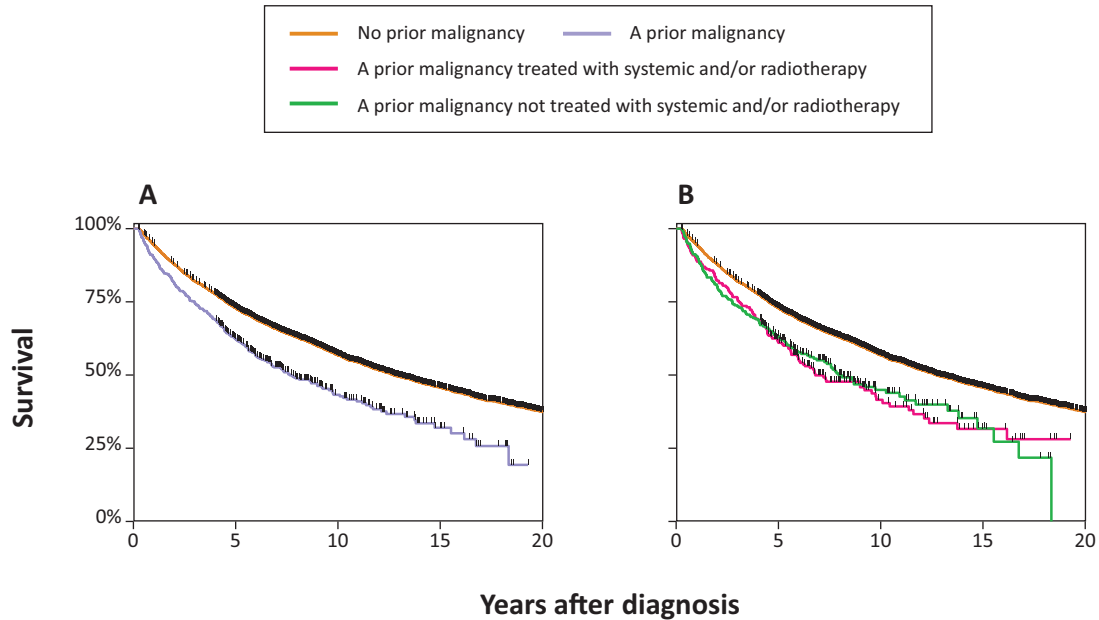 No prior malignancy A prior malignancy
A prior malignancy treated with systemic and/or radiotherapy
A prior malignancy not treated with systemic and/or radiotherapy
A B
Survival
100%
75%
50%
25%
0%
0 5 10 15 20 0 5 10 15 20
Years after diagnosis